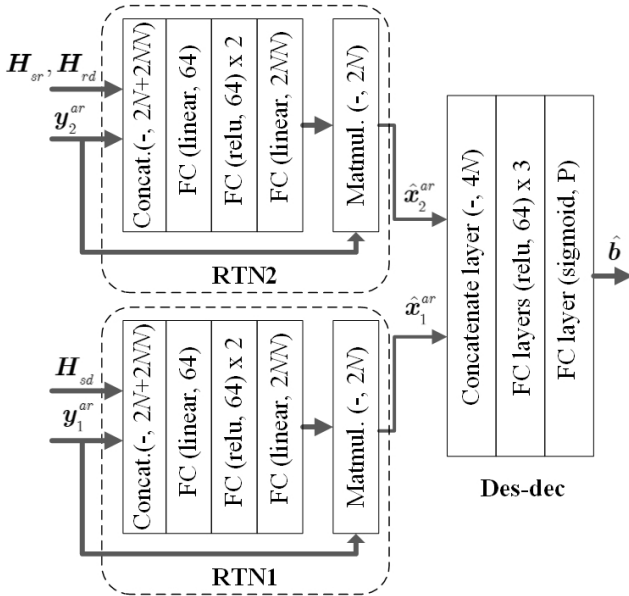 H_sr, H_rd
y_2^ar
Concat.(-, 2N+2NN)
FC (linear, 64)
FC (relu, 64) x 2
FC (linear, 2NN)
Matmul. (-, 2N)
RTN2
x̂_2^ar
H_sd
y_1^ar
Concat.(-, 2N+2NN)
FC (linear, 64)
FC (relu, 64) x 2
FC (linear, 2NN)
Matmul. (-, 2N)
RTN1
x̂_1^ar
Concatenate layer (-, 4N)
FC layers (relu, 64) x 3
FC layer (sigmoid, P)
b̂
Des-dec